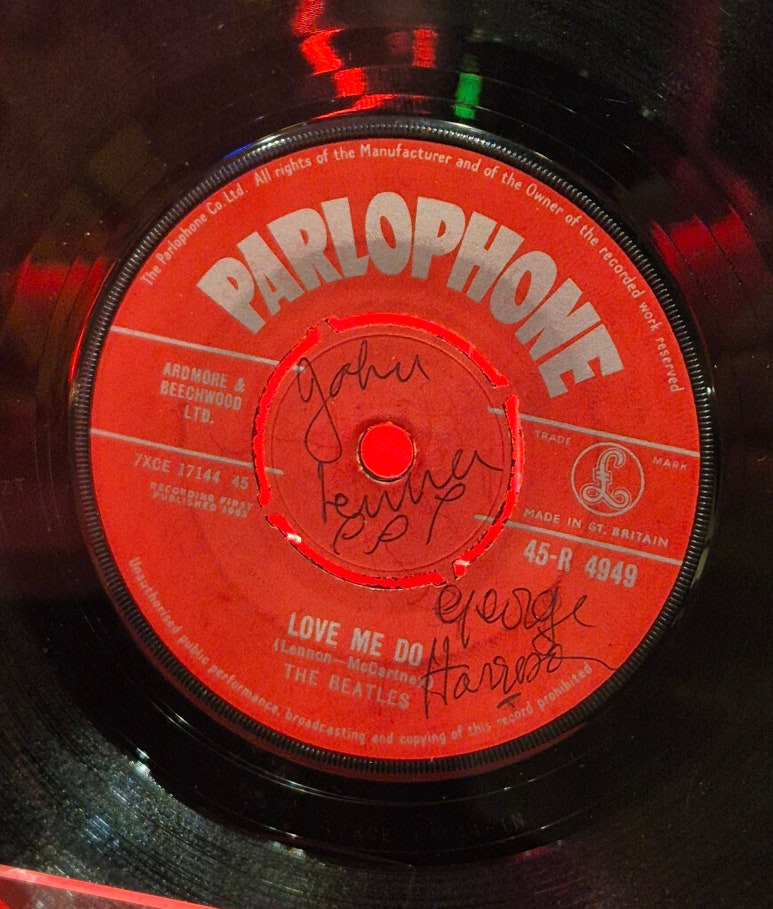 The Parlophone Co. Ltd. All rights of the Manufacturer and of the Owner of the recorded work reserved
PARLOPHONE
ARDMORE &
BEECHWOOD
LTD.
7XCE 17144 45
RECORDING FIRST
PUBLISHED 1962
TRADE MARK
£
MADE IN GT. BRITAIN
45-R 4949
John
Lennon
George
Harrison
LOVE ME DO
(Lennon—McCartney
THE BEATLES
Unauthorised public performance, broadcasting and copying of this record prohibited